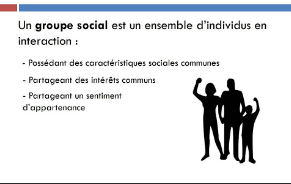 Un groupe social est un ensemble d'individus en
interaction :
- Possédant des caractéristiques sociales communes
- Partageant des intérêts communs
- Partageant un sentiment
d'appartenance